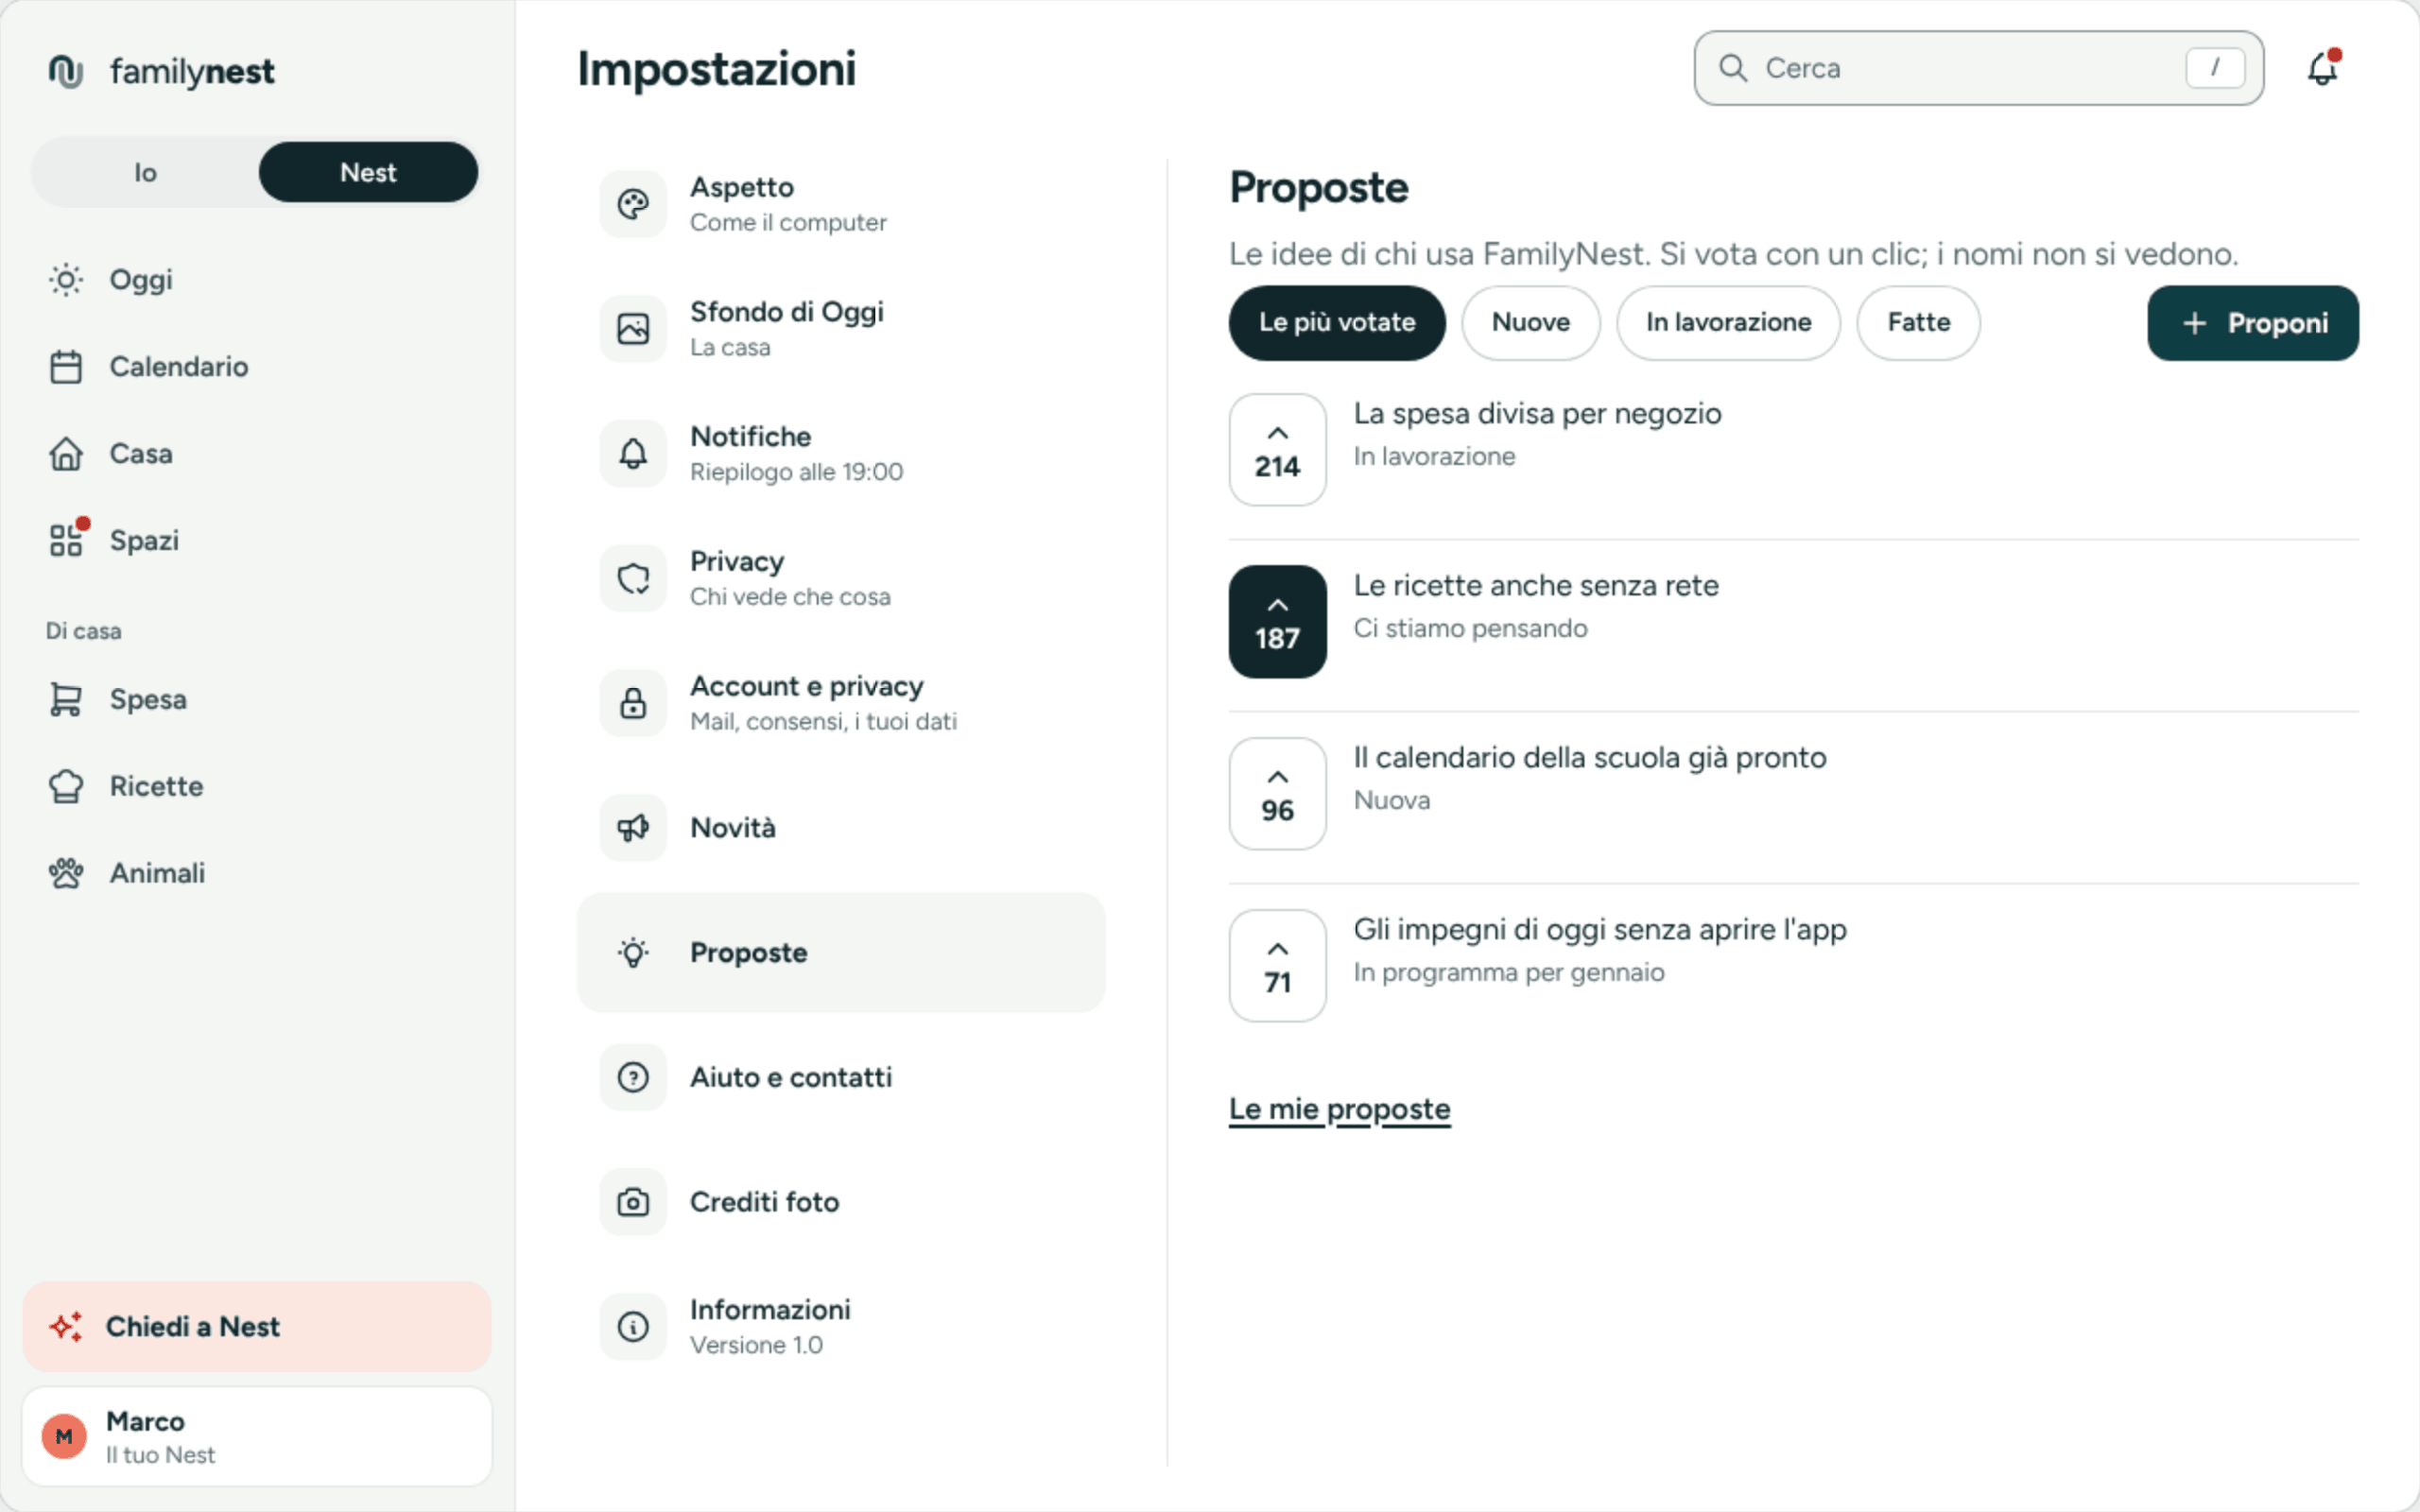 familynest
Io
Nest
Oggi
Calendario
Casa
Spazi
Di casa
Spesa
Ricette
Animali
Chiedi a Nest
M
Marco
Il tuo Nest
Impostazioni
Cerca
/
Aspetto
Come il computer
Sfondo di Oggi
La casa
Notifiche
Riepilogo alle 19:00
Privacy
Chi vede che cosa
Account e privacy
Mail, consensi, i tuoi dati
Novità
Proposte
Aiuto e contatti
Crediti foto
Informazioni
Versione 1.0
Proposte
Le idee di chi usa FamilyNest. Si vota con un clic; i nomi non si vedono.
Le più votate
Nuove
In lavorazione
Fatte
+ Proponi
214
La spesa divisa per negozio
In lavorazione
187
Le ricette anche senza rete
Ci stiamo pensando
96
Il calendario della scuola già pronto
Nuova
71
Gli impegni di oggi senza aprire l'app
In programma per gennaio
Le mie proposte